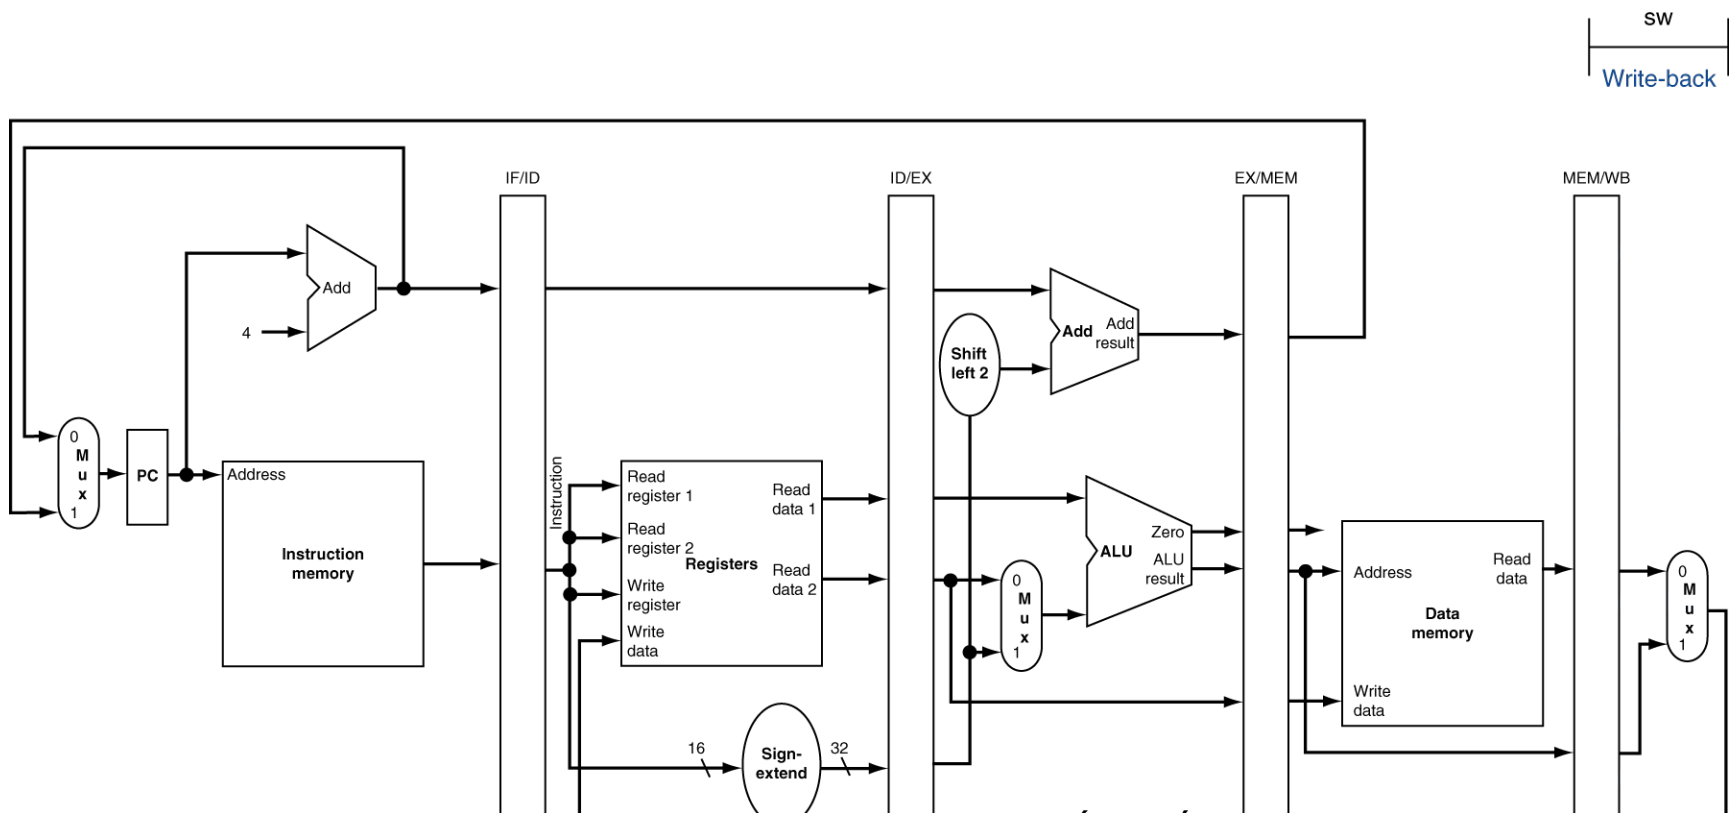 SW
Write-back
IF/ID
ID/EX
EX/MEM
MEM/WB
Add
4
Add
Add
result
Shift
left 2
0
M
u
x
1
PC
Address
Instruction
memory
Instruction
Read
register 1
Read
register 2
Registers
Write
register
Write
data
Read
data 1
Read
data 2
0
M
u
x
1
Zero
ALU
ALU
result
Address
Read
data
Data
memory
Write
data
0
M
u
x
1
16
Sign-
extend
32